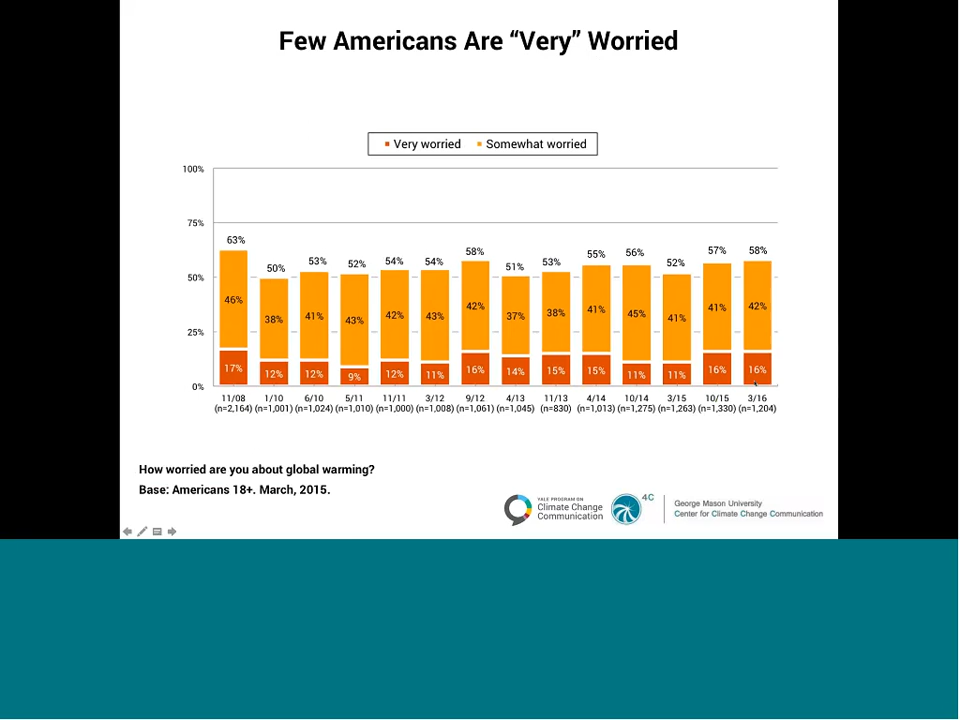 Few Americans Are “Very” Worried
Very worried Somewhat worried
100%
75%
50%
25%
0%
63% 50% 53% 52% 54% 54% 58% 51% 53% 55% 56% 52% 57% 58%
46% 38% 41% 43% 42% 43% 42% 37% 38% 41% 45% 41% 41% 42%
17% 12% 12% 9% 12% 11% 16% 14% 15% 15% 11% 11% 16% 16%
11/08 1/10 6/10 5/11 11/11 3/12 9/12 4/13 11/13 4/14 10/14 3/15 10/15 3/16
(n=2,164) (n=1,001) (n=1,024) (n=1,010) (n=1,000) (n=1,008) (n=1,061) (n=1,045) (n=830) (n=1,013) (n=1,275) (n=1,263) (n=1,330) (n=1,204)
How worried are you about global warming?
Base: Americans 18+. March, 2015.
YALE PROGRAM ON
Climate Change
Communication
4C
George Mason University
Center for Climate Change Communication